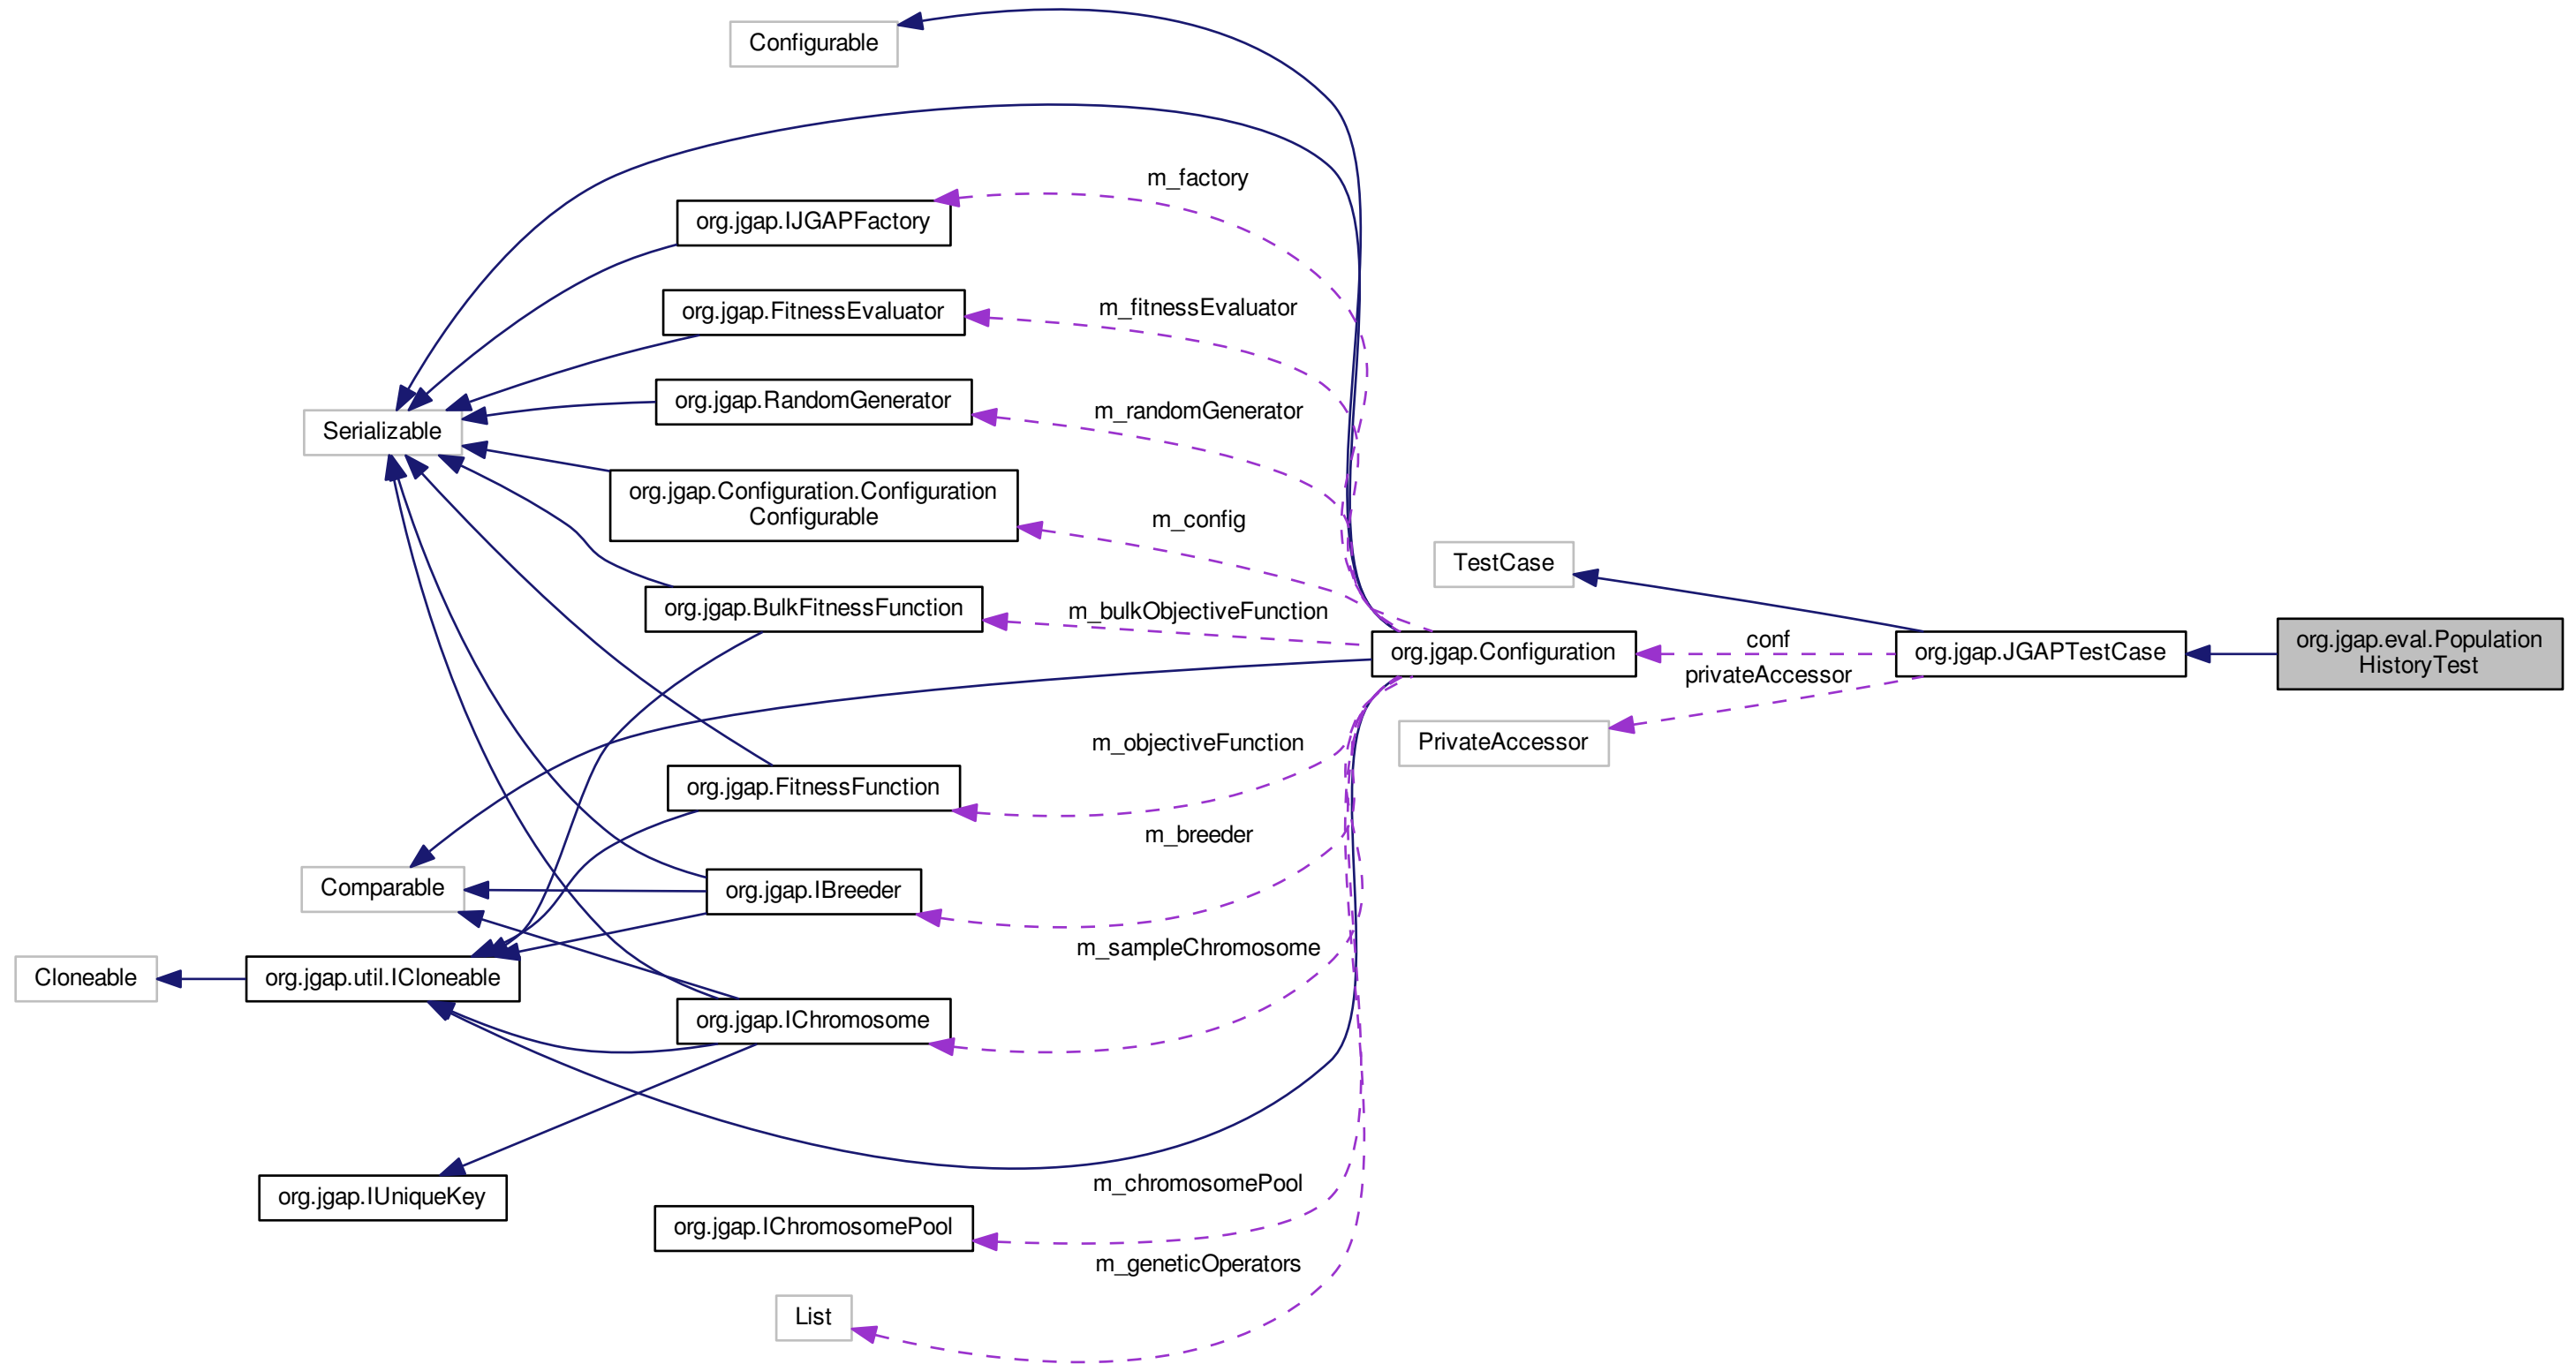 Configurable
m_factory
org.jgap.IJGAPFactory
m_fitnessEvaluator
org.jgap.FitnessEvaluator
org.jgap.RandomGenerator
m_randomGenerator
Serializable
org.jgap.Configuration.Configuration
Configurable
m_config
TestCase
org.jgap.BulkFitnessFunction
m_bulkObjectiveFunction
org.jgap.Configuration
conf
privateAccessor
org.jgap.JGAPTestCase
org.jgap.eval.Population
HistoryTest
PrivateAccessor
m_objectiveFunction
org.jgap.FitnessFunction
m_breeder
Comparable
org.jgap.IBreeder
m_sampleChromosome
Cloneable
org.jgap.util.ICloneable
org.jgap.IChromosome
m_chromosomePool
org.jgap.IUniqueKey
org.jgap.IChromosomePool
m_geneticOperators
List